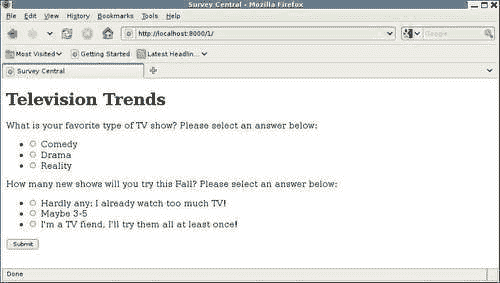 Survey Central - Mozilla Firefox
File Edit View History Bookmarks Tools Help
http://localhost:8000/1/
Google
Most Visited Getting Started Latest Headlin...
Survey Central
Television Trends
What is your favorite type of TV show? Please select an answer below:
Comedy
Drama
Reality
How many new shows will you try this Fall? Please select an answer below:
Hardly any: I already watch too much TV!
Maybe 3-5
I'm a TV fiend, I'll try them all at least once!
Submit
Done